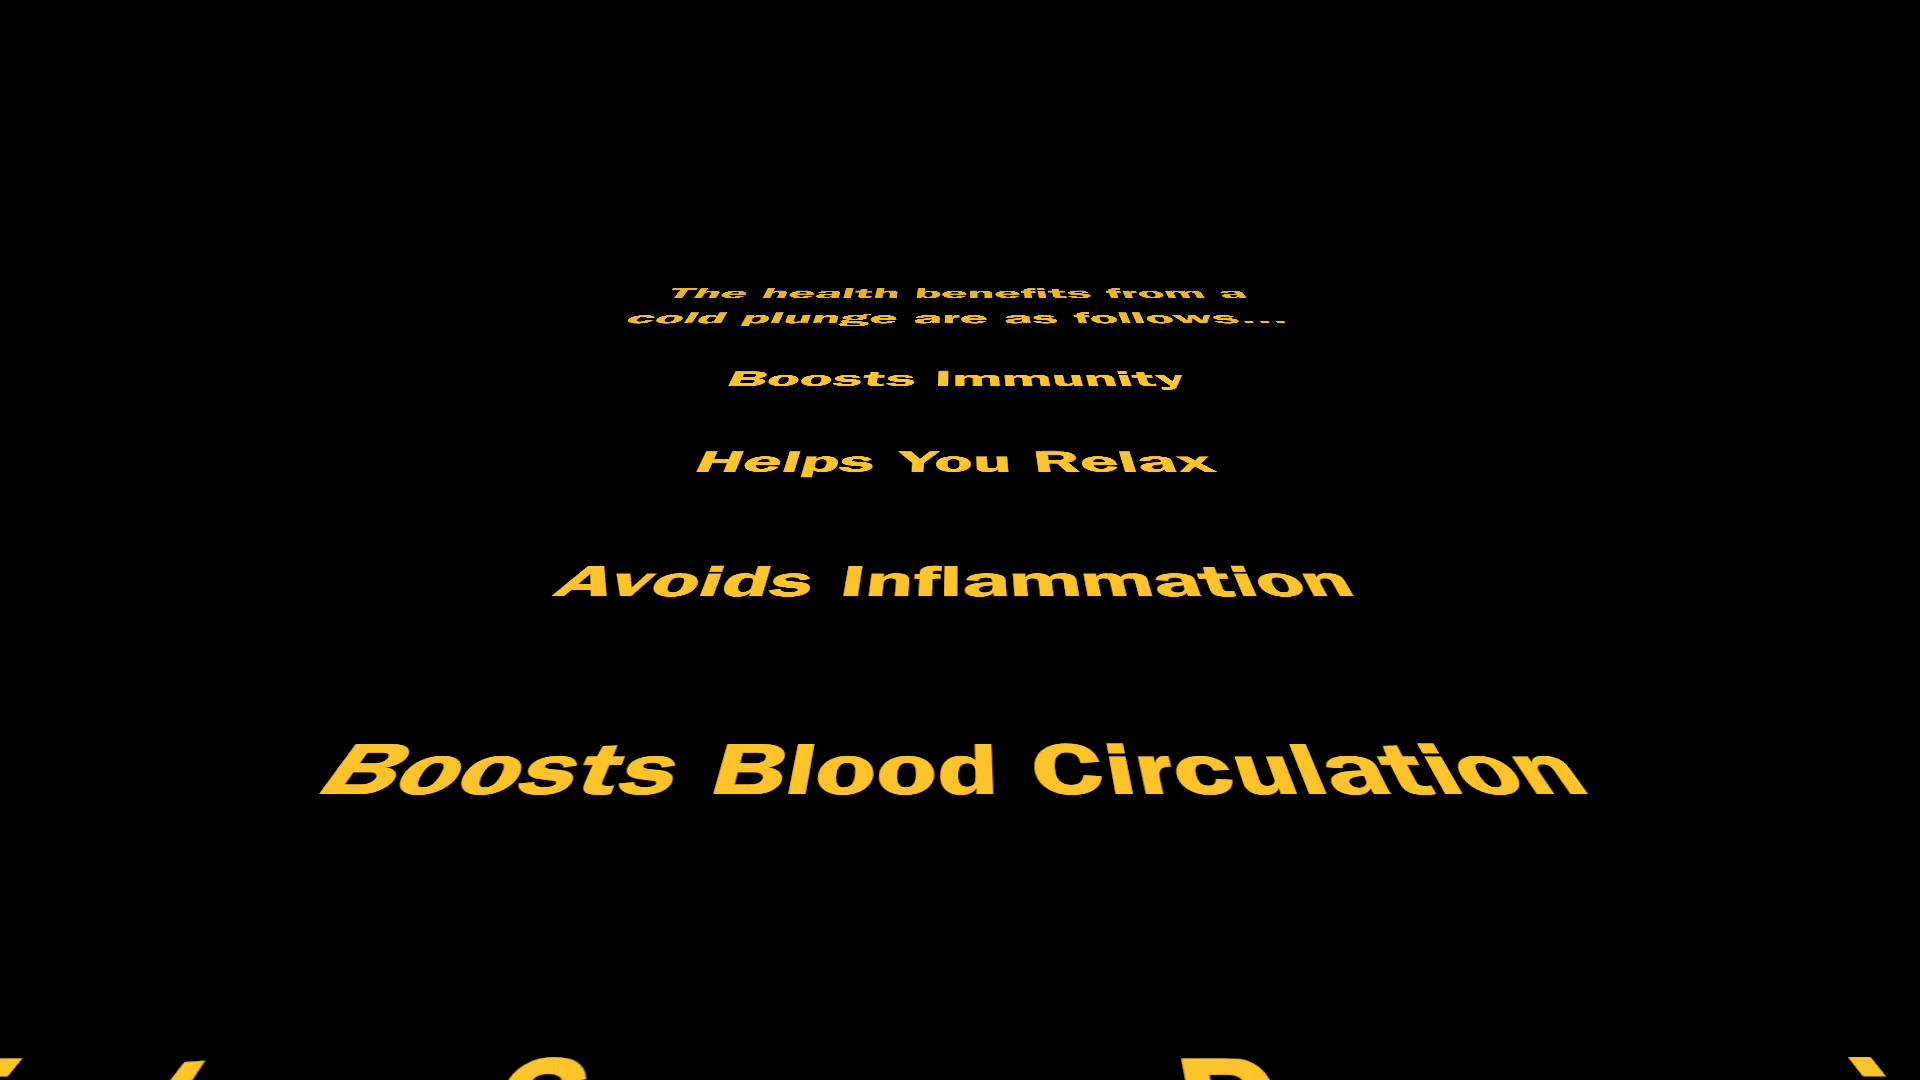 The health benefits from a
cold plunge are as follows...
Boosts Immunity
Helps You Relax
Avoids Inflammation
Boosts Blood Circulation